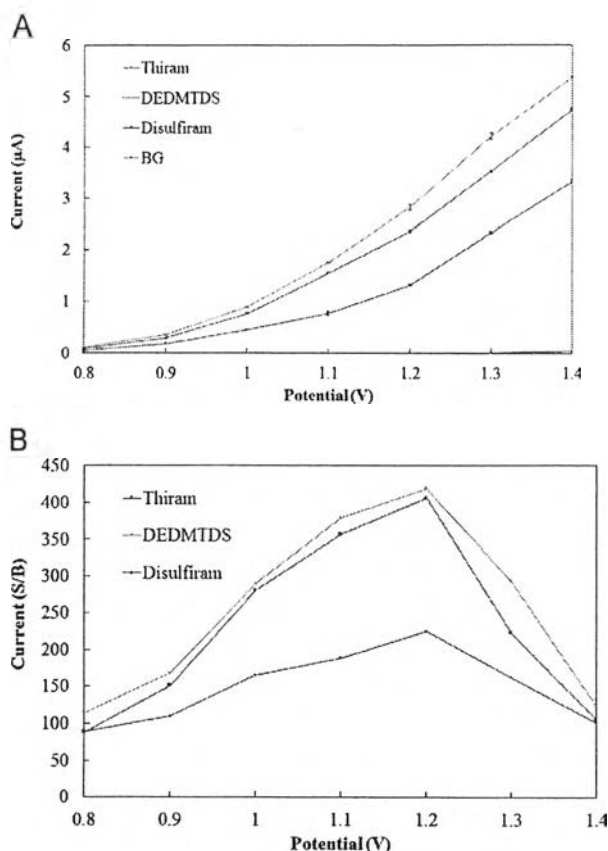 A
6
5
4
3
2
1
0
Current (µA)
Thiram
DEDMTDS
Disulfiram
BG
0.8 0.9 1 1.1 1.2 1.3 1.4
Potential (V)
B
450
400
350
300
250
200
150
100
50
0
Current (S/B)
Thiram
DEDMTDS
Disulfiram
0.8 0.9 1 1.1 1.2 1.3 1.4
Potential (V)